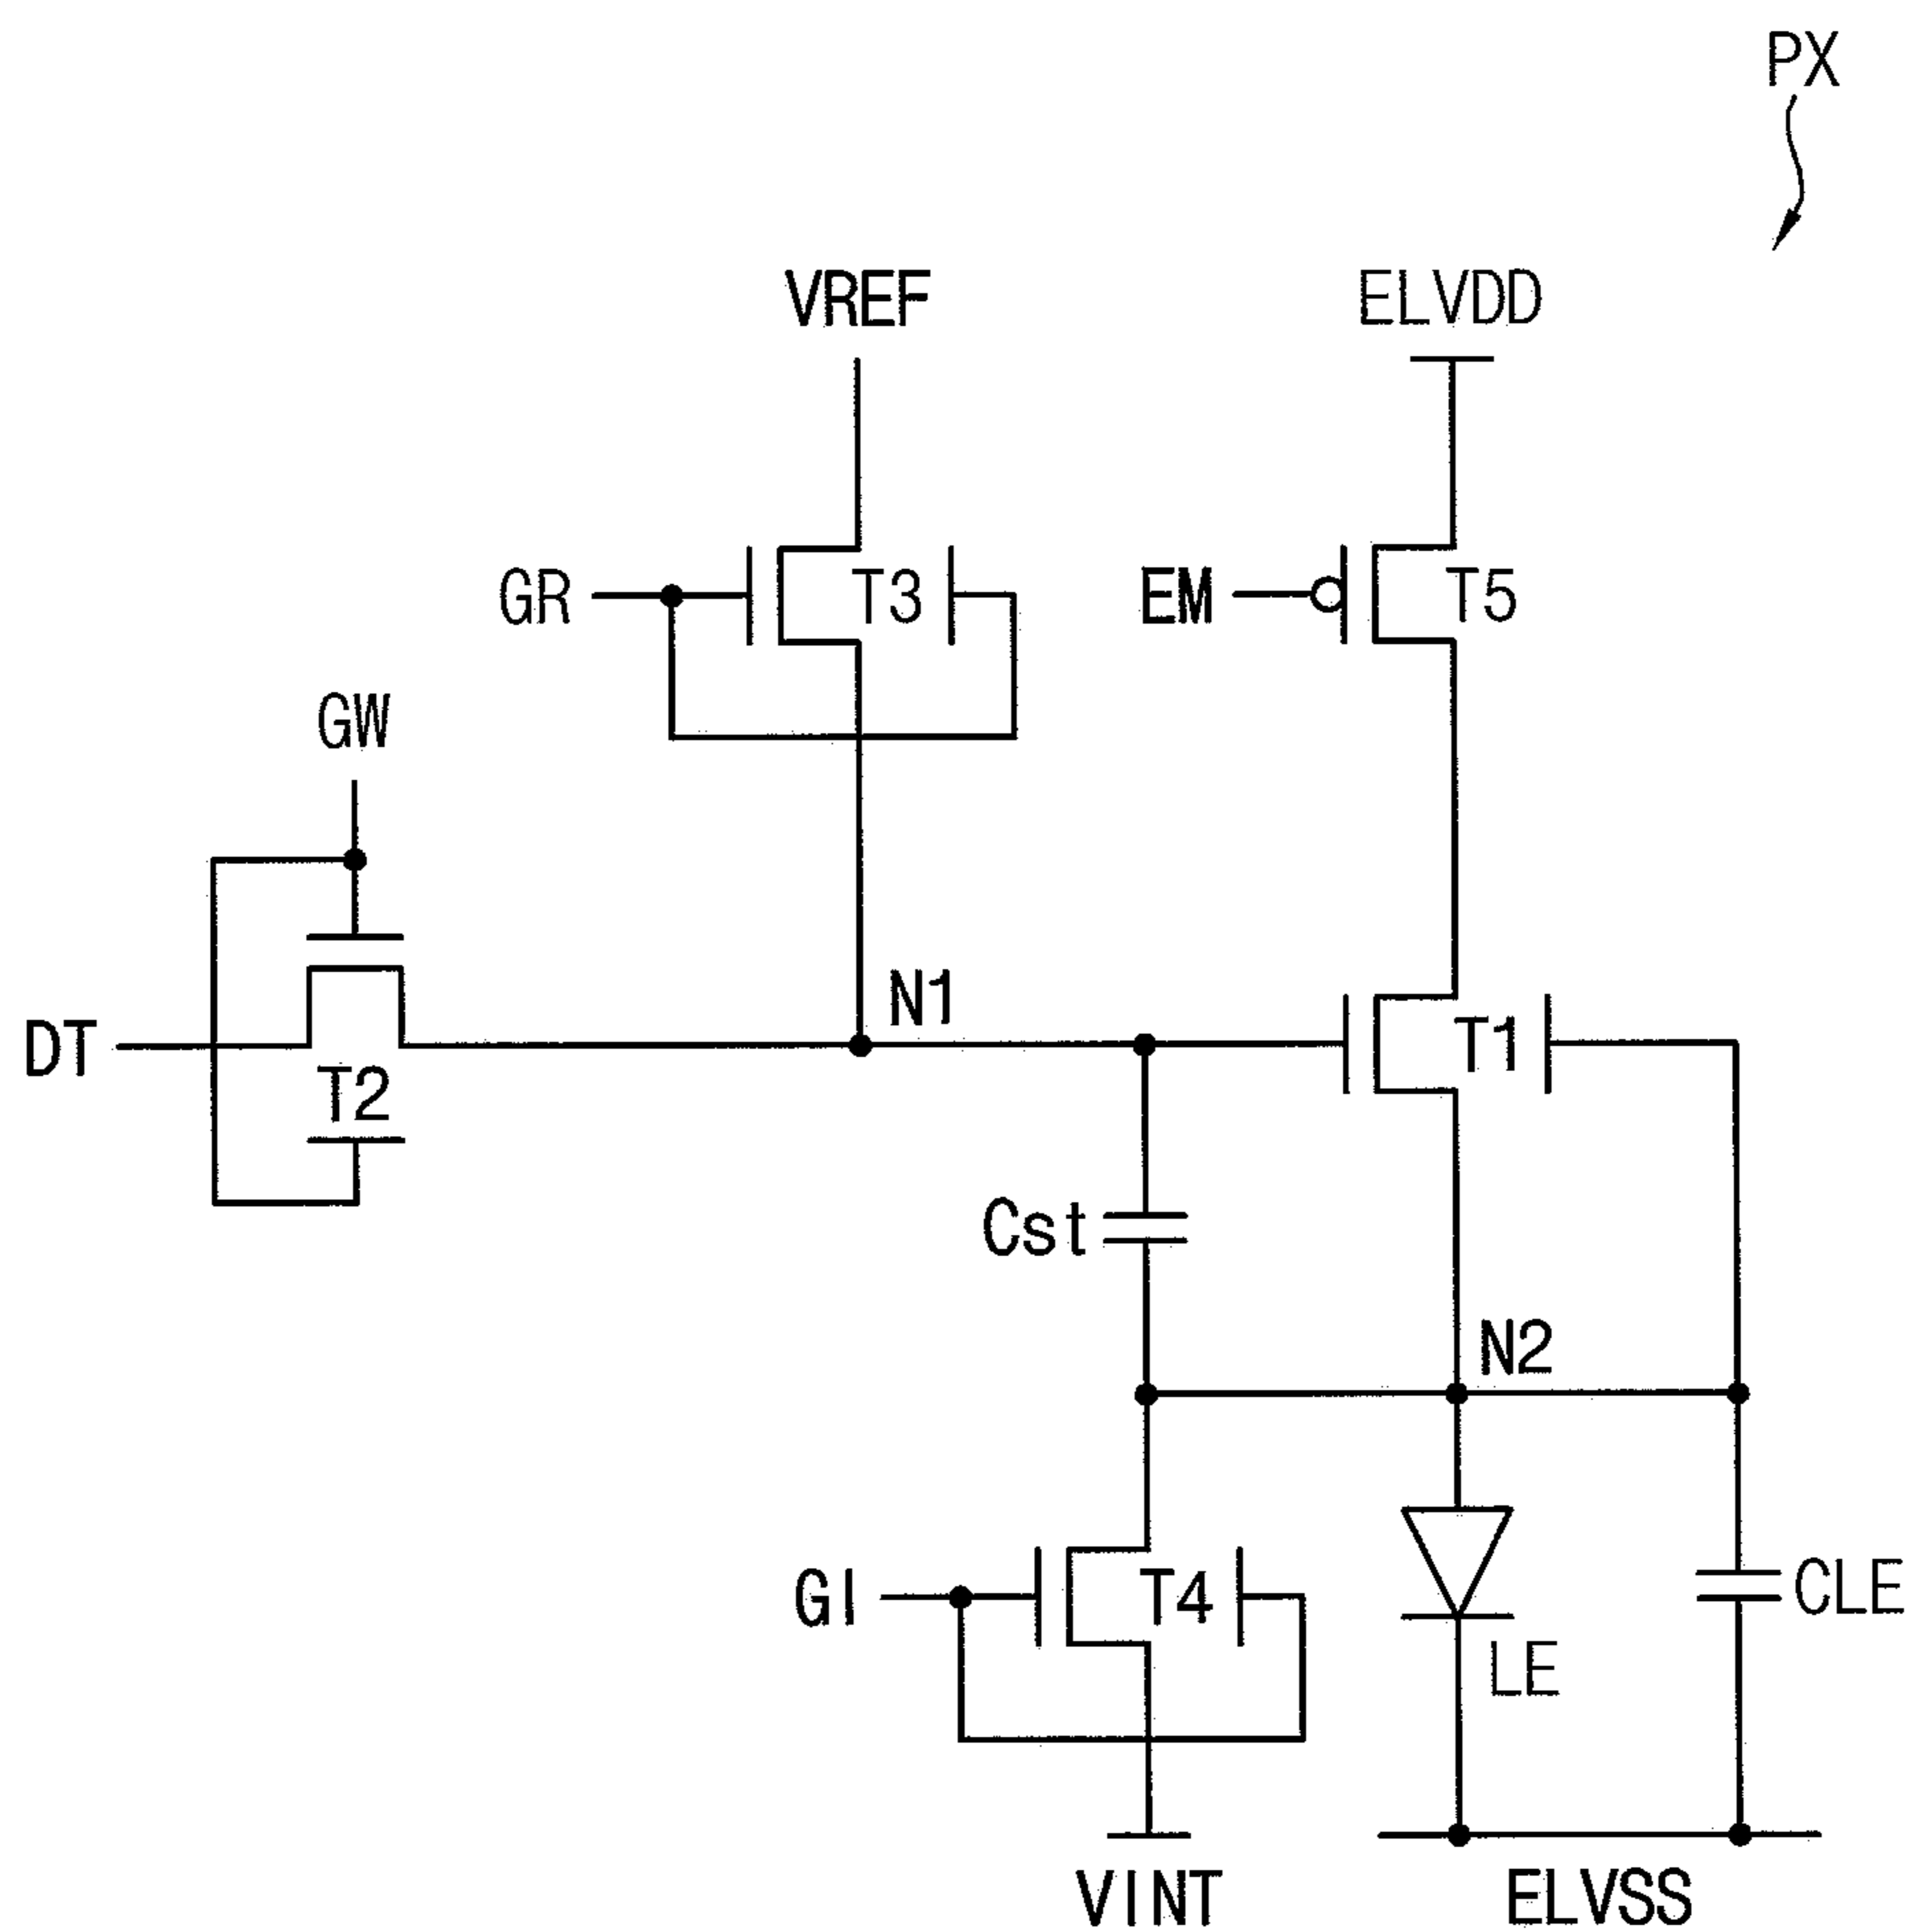 PX
VREF
ELVDD
GR
T3
EM
T5
GW
N1
DT
T2
T1
Cst
N2
GI
T4
CLE
LE
VINT
ELVSS